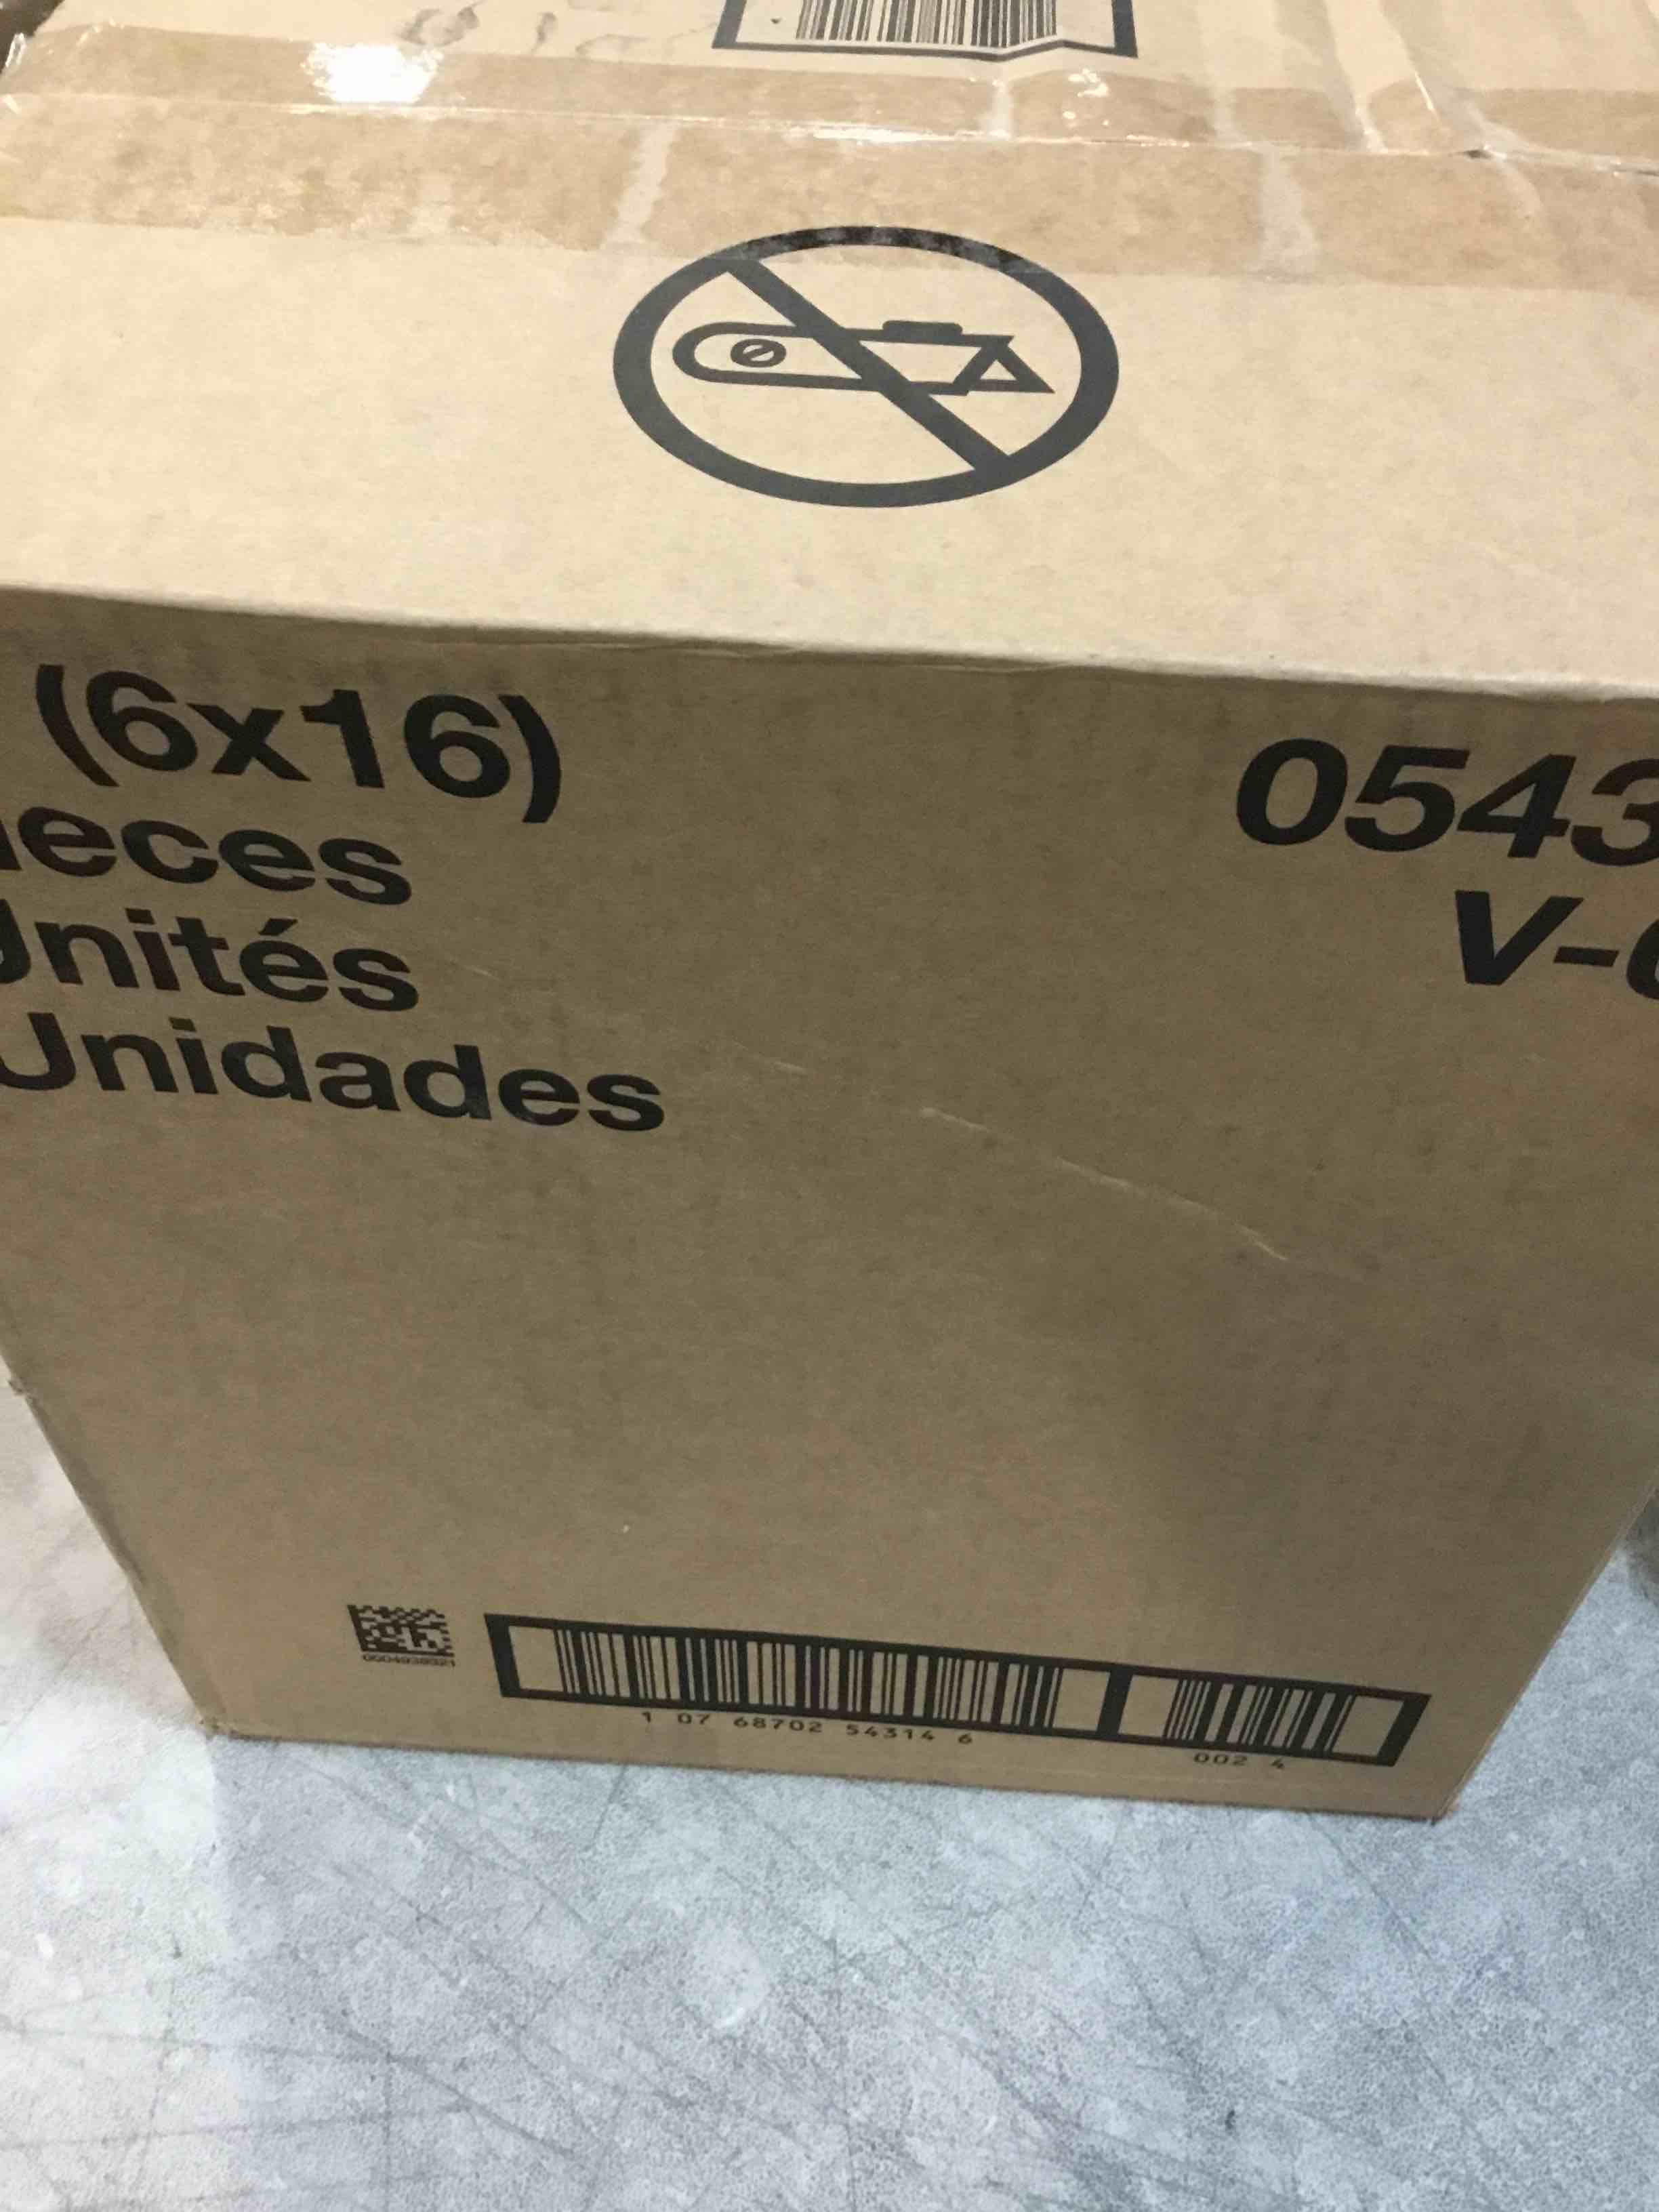 (6x16)
ieces
Unités
Unidades
0543
V-
1 07 68702 54314 6
002 4